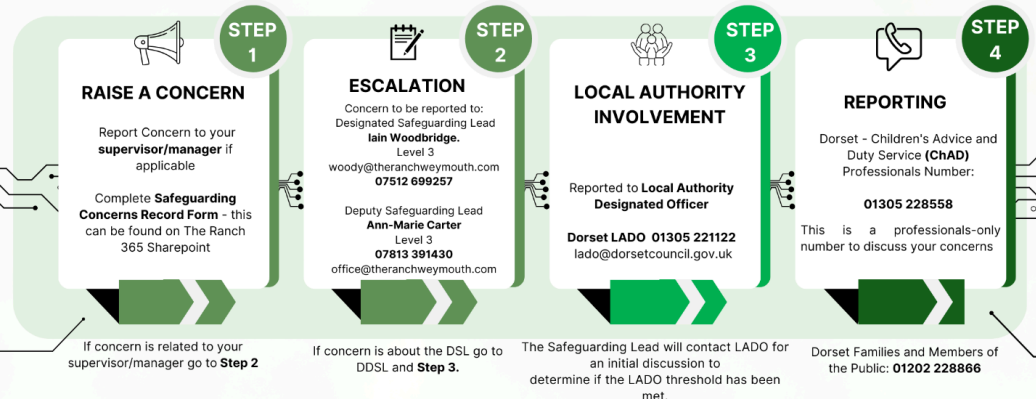 STEP
1
RAISE A CONCERN
Report Concern to your
supervisor/manager if
applicable
Complete Safeguarding
Concerns Record Form - this
can be found on The Ranch
365 Sharepoint
If concern is related to your
supervisor/manager go to Step 2
STEP
2
ESCALATION
Concern to be reported to:
Designated Safeguarding Lead
Iain Woodbridge.
Level 3
woody@theranchweymouth.com
07512 699257
Deputy Safeguarding Lead
Ann-Marie Carter
Level 3
07813 391430
office@theranchweymouth.com
If concern is about the DSL go to
DDSL and Step 3.
STEP
3
LOCAL AUTHORITY
INVOLVEMENT
Reported to Local Authority
Designated Officer
Dorset LADO 01305 221122
lado@dorsetcouncil.gov.uk
The Safeguarding Lead will contact LADO for
an initial discussion to
determine if the LADO threshold has been
met.
STEP
4
REPORTING
Dorset - Children's Advice and
Duty Service (ChAD)
Professionals Number:
01305 228558
This is a professionals-only
number to discuss your concerns
Dorset Families and Members of
the Public: 01202 228866